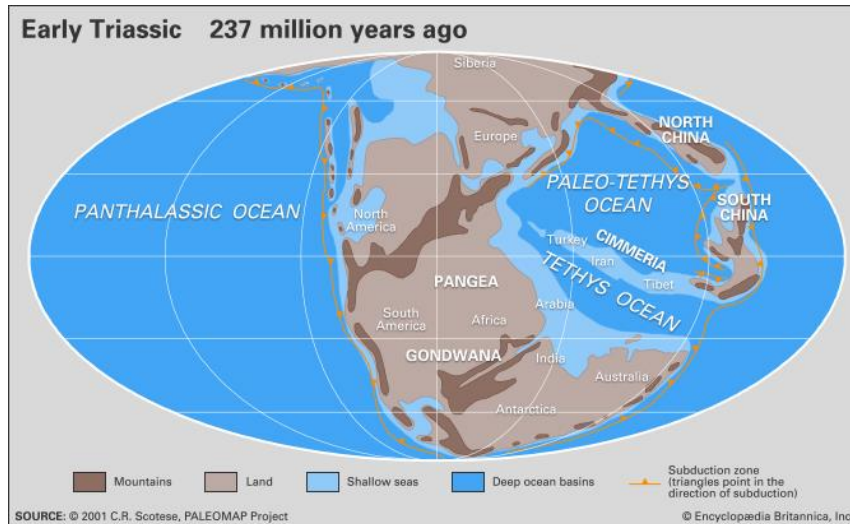 Early Triassic 237 million years ago
Siberia
NORTH
CHINA
Europe
PALEO-TETHYS
OCEAN
SOUTH
CHINA
PANTHALASSIC OCEAN
North
America
Turkey
CIMMERIA
Iran
Tibet
TETHYS OCEAN
PANGEA
Arabia
South
America
Africa
GONDWANA
India
Australia
Antarctica
Mountains
Land
Shallow seas
Deep ocean basins
Subduction zone
(triangles point in the
direction of subduction)
SOURCE: © 2001 C.R. Scotese, PALEOMAP Project
© Encyclopædia Britannica, Inc